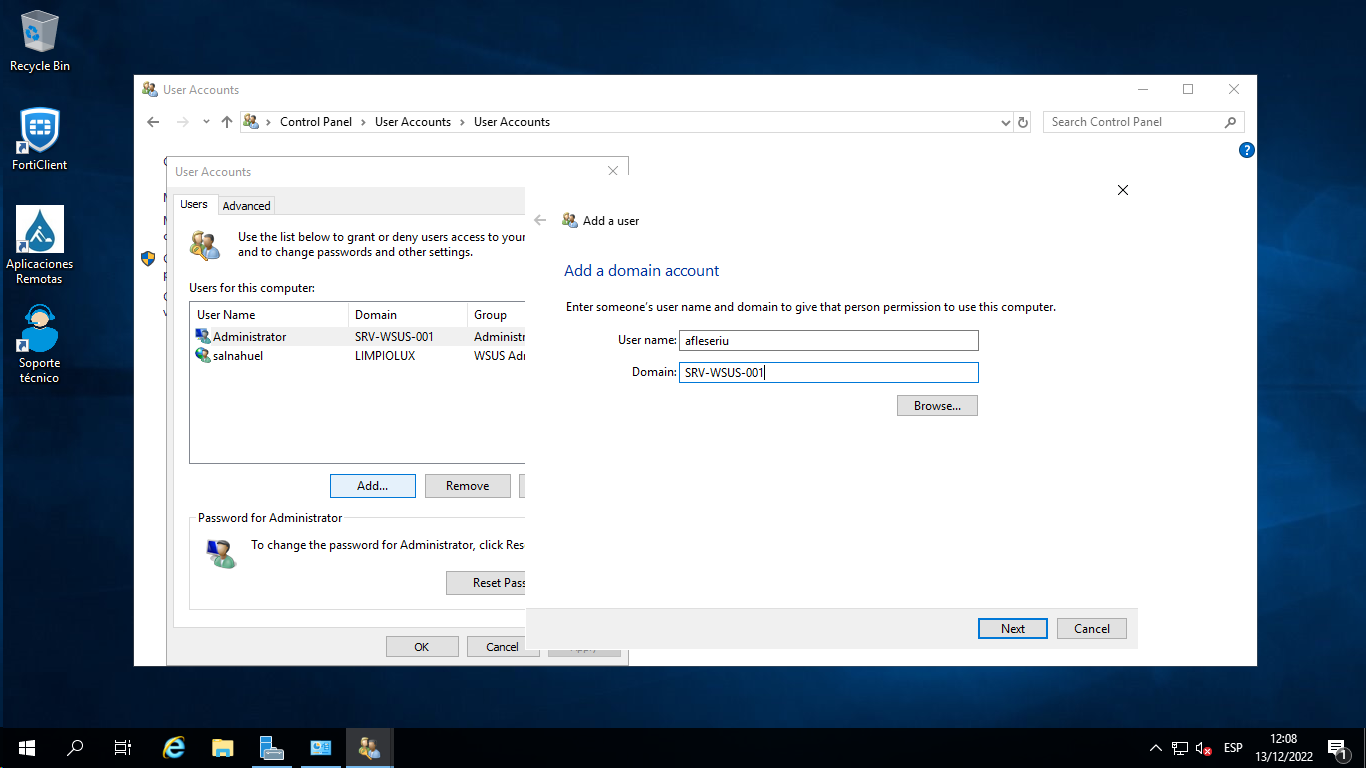 Recycle Bin
FortiClient
Aplicaciones
Remotas
Soporte
técnico
User Accounts
Control Panel
User Accounts
User Accounts
Search Control Panel
User Accounts
Users
Advanced
Use the list below to grant or deny users access to your
and to change passwords and other settings.
Users for this computer:
User Name
Domain
Group
Administrator
SRV-WSUS-001
Administr
salnahuel
LIMPIOLUX
WSUS Adr
Add...
Remove
Password for Administrator
To change the password for Administrator, click Res
Reset Pass
OK
Cancel
Add a user
Add a domain account
Enter someone's user name and domain to give that person permission to use this computer.
User name:
afleseriu
Domain:
SRV-WSUS-001
Browse...
Next
Cancel
ESP
12:08
13/12/2022
1